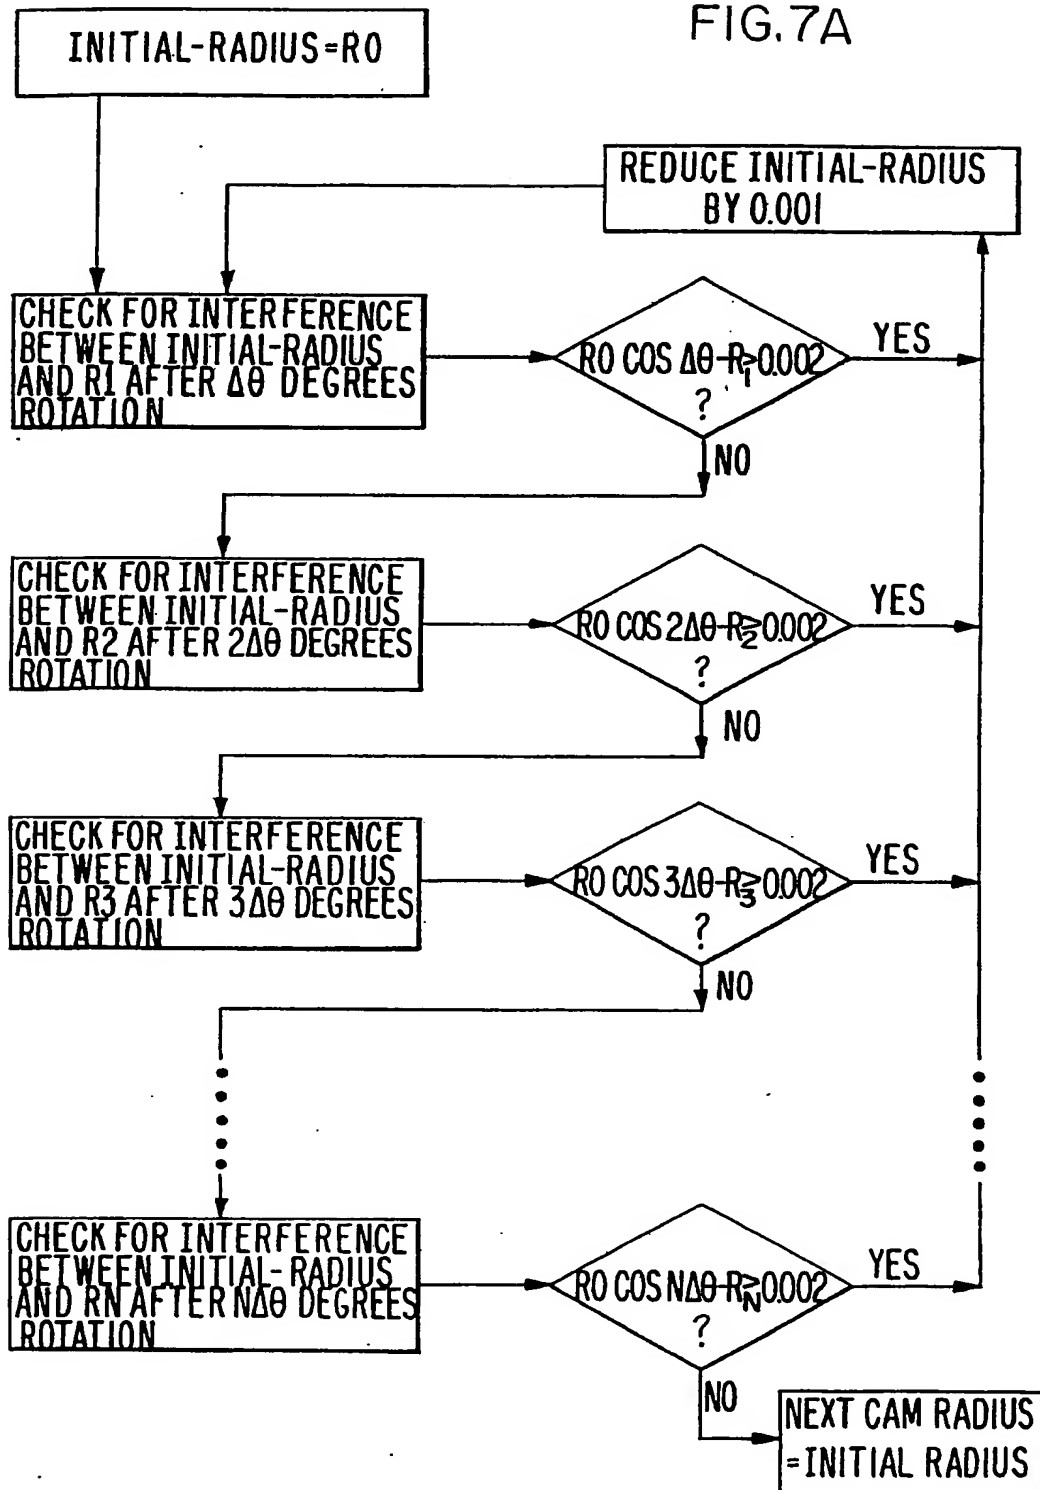 FIG.7A
INITIAL-RADIUS=R0
REDUCE INITIAL-RADIUS
BY 0.001
CHECK FOR INTERFERENCE
BETWEEN INITIAL-RADIUS
AND R1 AFTER Δθ DEGREES
ROTATION
R0 COS Δθ-R₁≥0.002
?
YES
NO
CHECK FOR INTERFERENCE
BETWEEN INITIAL-RADIUS
AND R2 AFTER 2Δθ DEGREES
ROTATION
R0 COS 2Δθ-R₂≥0.002
?
YES
NO
CHECK FOR INTERFERENCE
BETWEEN INITIAL-RADIUS
AND R3 AFTER 3Δθ DEGREES
ROTATION
R0 COS 3Δθ-R₃≥0.002
?
YES
NO
CHECK FOR INTERFERENCE
BETWEEN INITIAL-RADIUS
AND RN AFTER NΔθ DEGREES
ROTATION
R0 COS NΔθ-R_N≥0.002
?
YES
NO
NEXT CAM RADIUS
=INITIAL RADIUS